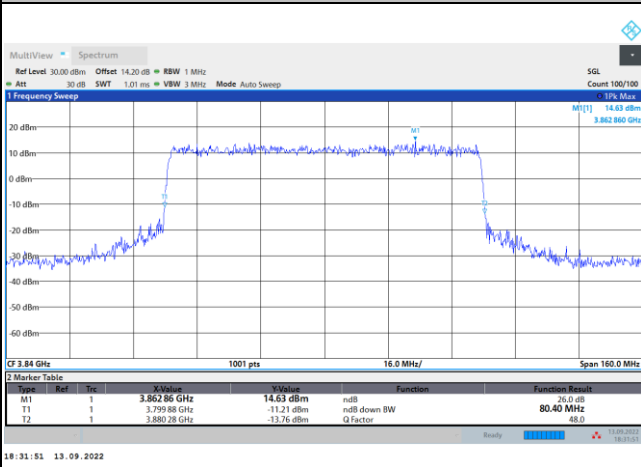 MultiView Spectrum
Ref Level 30.00 dBm Offset 14.20 dB RBW 1 MHz SGL
Att 30 dB SWT 1.01 ms VBW 3 MHz Mode Auto Sweep Count 100/100
1 Frequency Sweep 1Pk Max
M1[1] 14.63 dBm
3.862 860 GHz
M1
20 dBm
10 dBm
0 dBm
T1
T2
-10 dBm
-20 dBm
-30 dBm
-40 dBm
-50 dBm
-60 dBm
CF 3.84 GHz 1001 pts 16.0 MHz/ Span 160.0 MHz
2 Marker Table
Type Ref Trc X-Value Y-Value Function Function Result
M1 1 3.862 86 GHz 14.63 dBm ndB 26.0 dB
T1 1 3.799 88 GHz -11.21 dBm ndB down BW 80.40 MHz
T2 1 3.880 28 GHz -13.76 dBm Q Factor 48.0
Ready 13.09.2022
18:31:51
18:31:51 13.09.2022